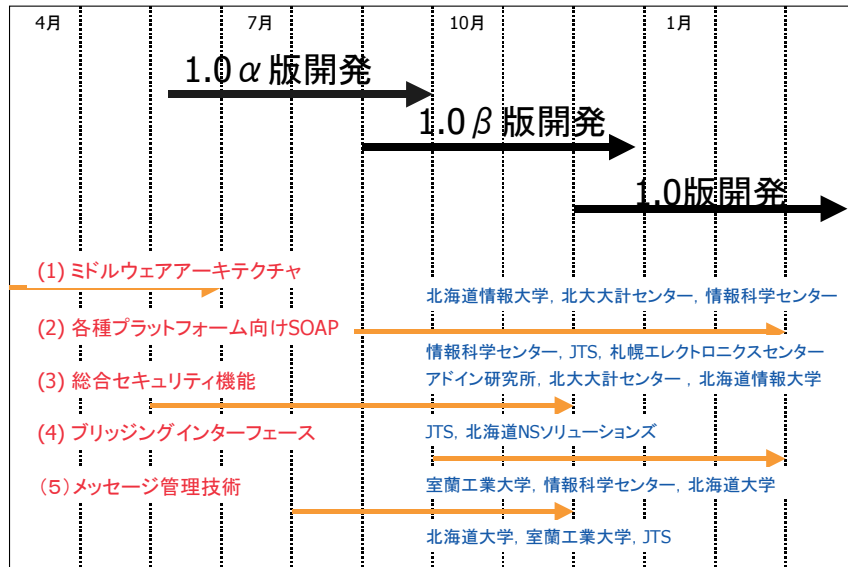 4月 7月 10月 1月
1.0α版開発
1.0β版開発
1.0版開発
(1) ミドルウェアアーキテクチャ
北海道情報大学, 北大大計センター, 情報科学センター
(2) 各種プラットフォーム向けSOAP
情報科学センター, JTS, 札幌エレクトロニクスセンター
(3) 総合セキュリティ機能
アドイン研究所, 北大大計センター , 北海道情報大学
(4) ブリッジングインターフェース
JTS, 北海道NSソリューションズ
(5)メッセージ管理技術
室蘭工業大学, 情報科学センター, 北海道大学
北海道大学, 室蘭工業大学, JTS